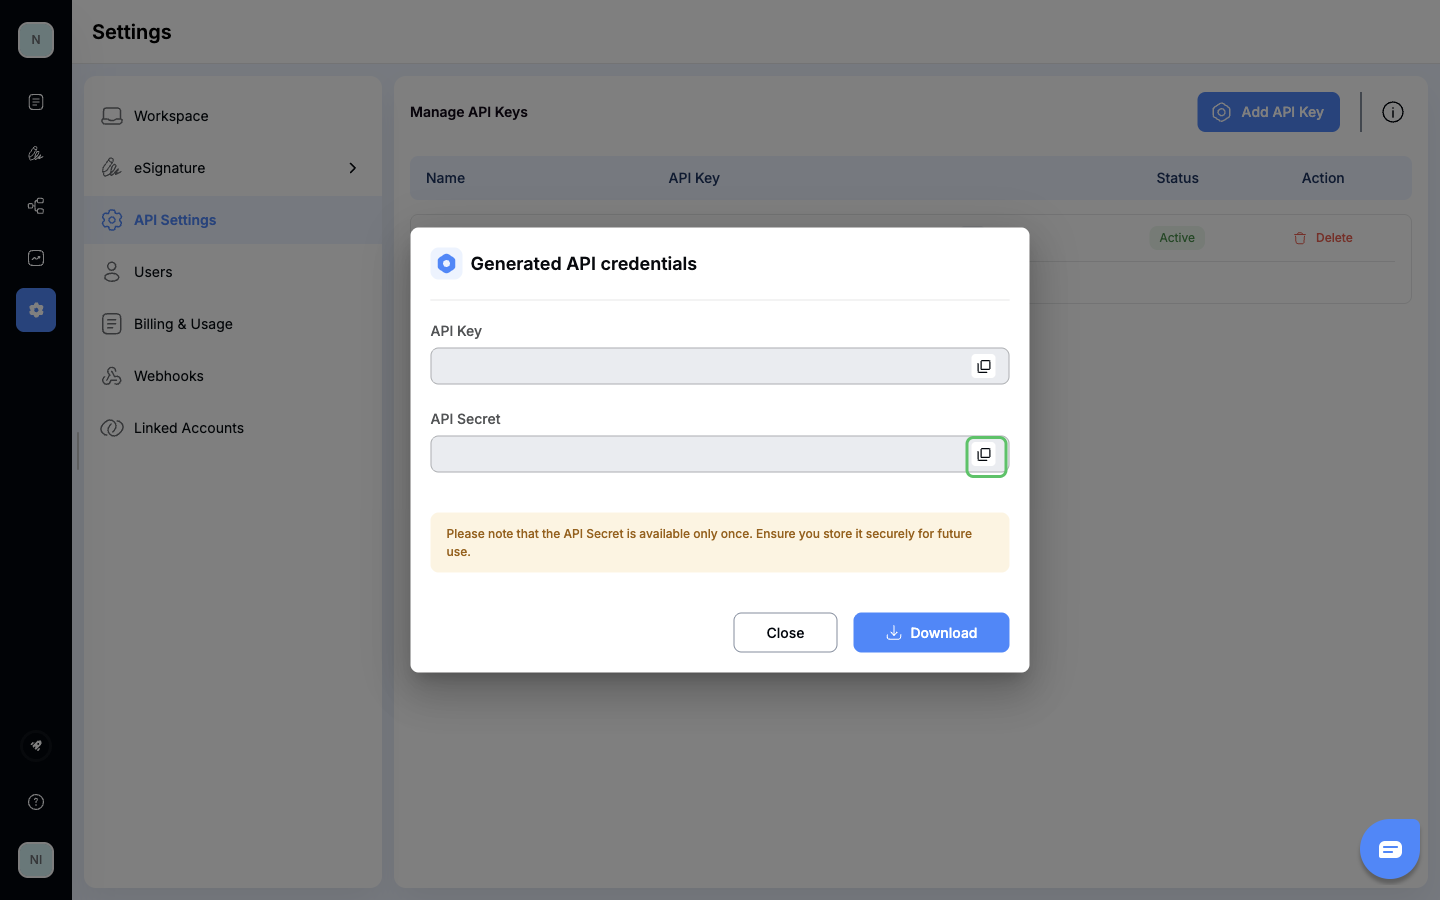 N
Settings
Workspace
eSignature
API Settings
Users
Billing & Usage
Webhooks
Linked Accounts
Manage API Keys
Add API Key
Name API Key Status Action
Active Delete
Generated API credentials
API Key
API Secret
Please note that the API Secret is available only once. Ensure you store it securely for future
use.
Close Download
NI